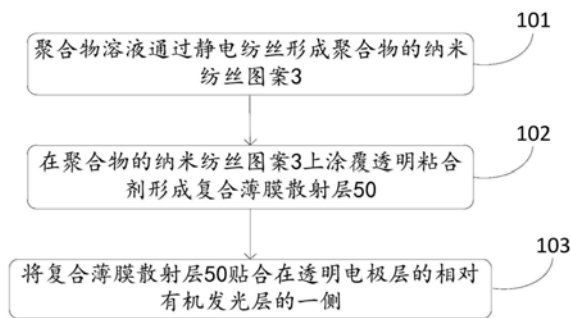 101
聚合物溶液通过静电纺丝形成聚合物的纳米
纺丝图案3
102
在聚合物的纳米纺丝图案3上涂覆透明粘合
剂形成复合薄膜散射层50
103
将复合薄膜散射层50贴合在透明电极层的相对
有机发光层的一侧